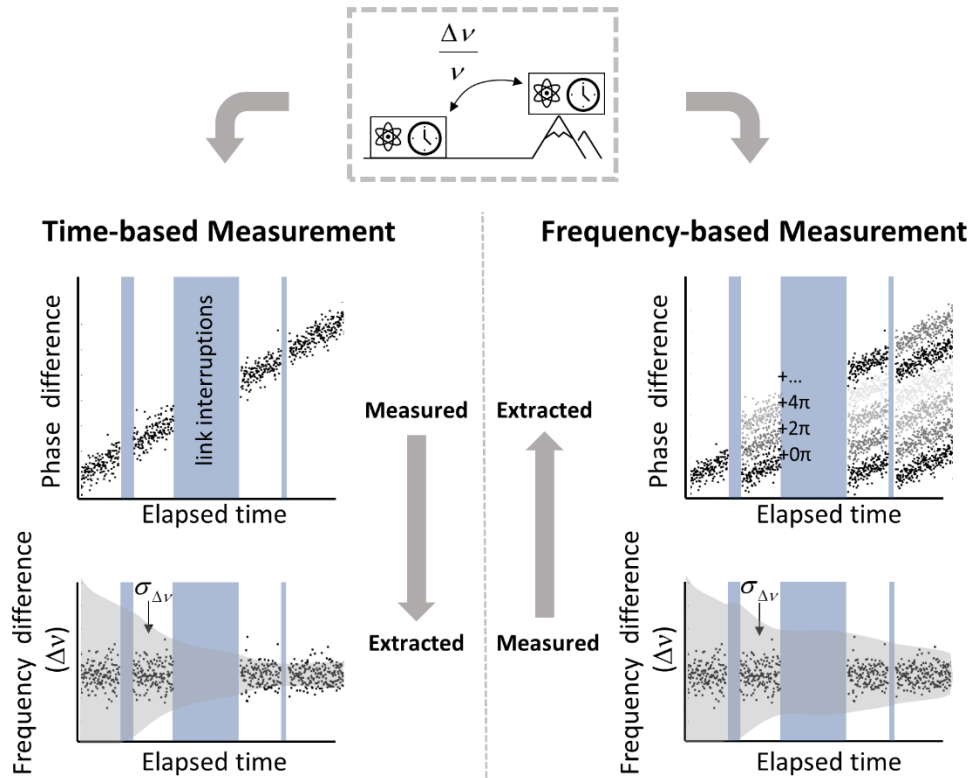 Δν
ν
Time-based Measurement
Frequency-based Measurement
Phase difference
link interruptions
Elapsed time
Measured
Extracted
Phase difference
+...
+4π
+2π
+0π
Elapsed time
Extracted
Measured
Frequency difference
(Δν)
σΔν
Elapsed time
Frequency difference
(Δν)
σΔν
Elapsed time